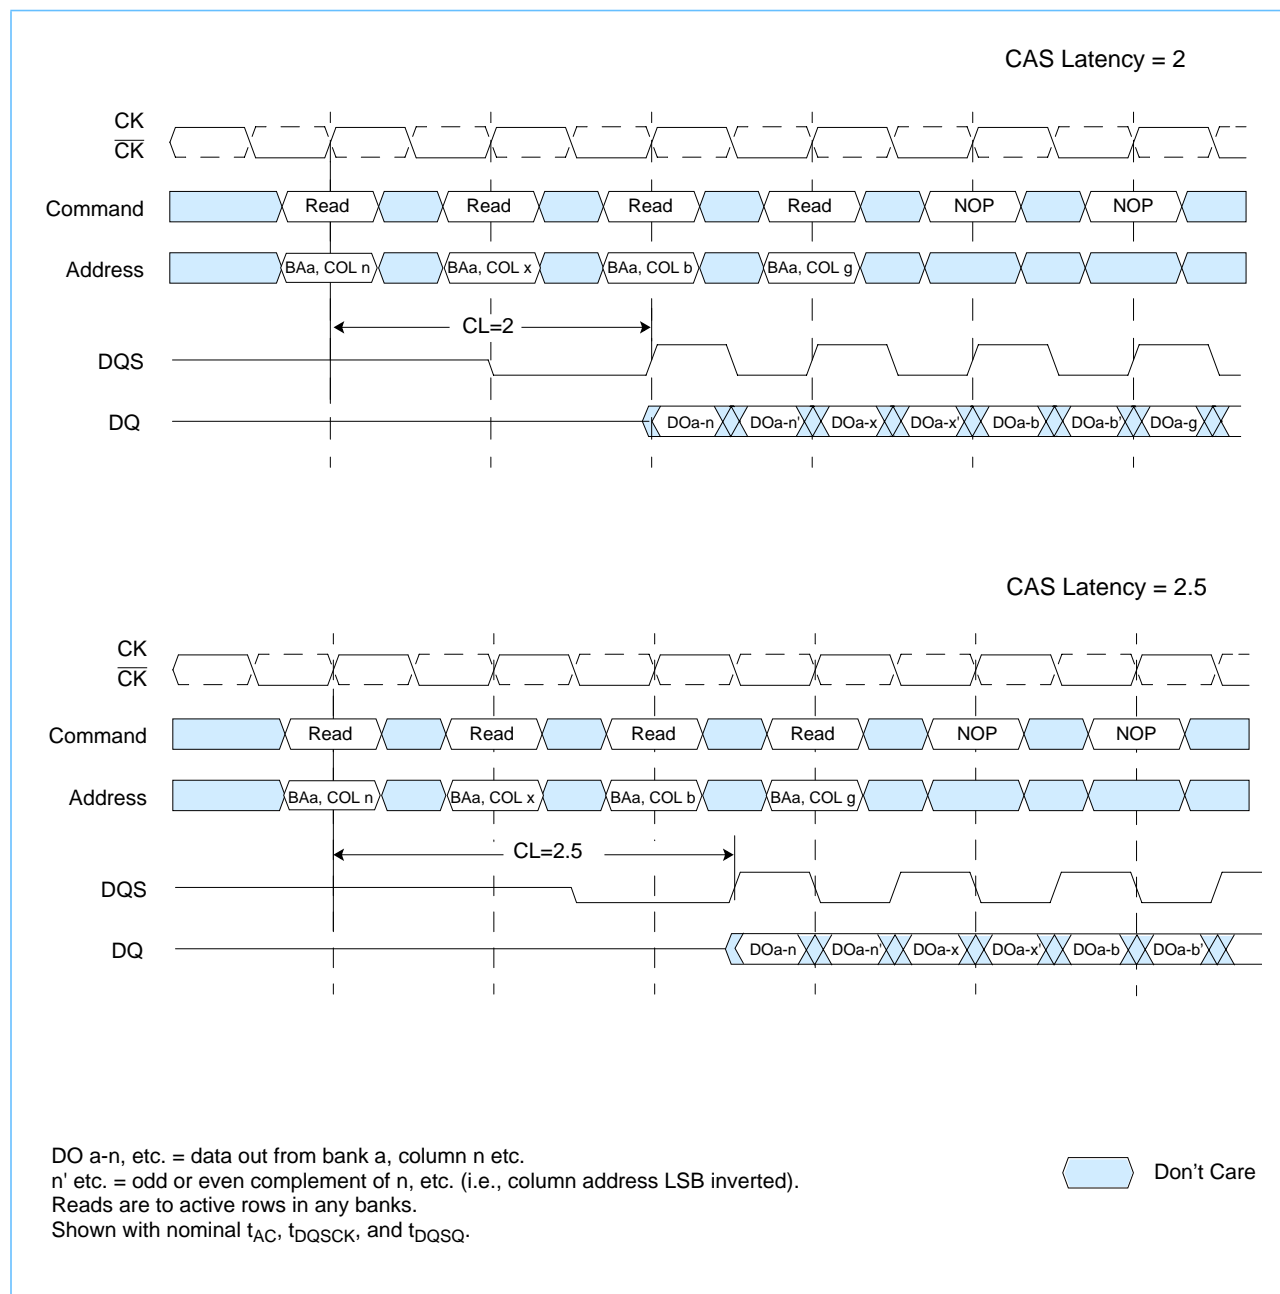 CAS Latency = 2
CK
CK
Command
Read
Read
Read
Read
NOP
NOP
Address
BAa, COL n
BAa, COL x
BAa, COL b
BAa, COL g
CL=2
DQS
DQ
DOa-n
DOa-n'
DOa-x
DOa-x'
DOa-b
DOa-b'
DOa-g
CAS Latency = 2.5
CK
CK
Command
Read
Read
Read
Read
NOP
NOP
Address
BAa, COL n
BAa, COL x
BAa, COL b
BAa, COL g
CL=2.5
DQS
DQ
DOa-n
DOa-n'
DOa-x
DOa-x'
DOa-b
DOa-b'
DO a-n, etc. = data out from bank a, column n etc.
n' etc. = odd or even complement of n, etc. (i.e., column address LSB inverted).
Reads are to active rows in any banks.
Shown with nominal tAC, tDQSCK, and tDQSQ.
Don't Care